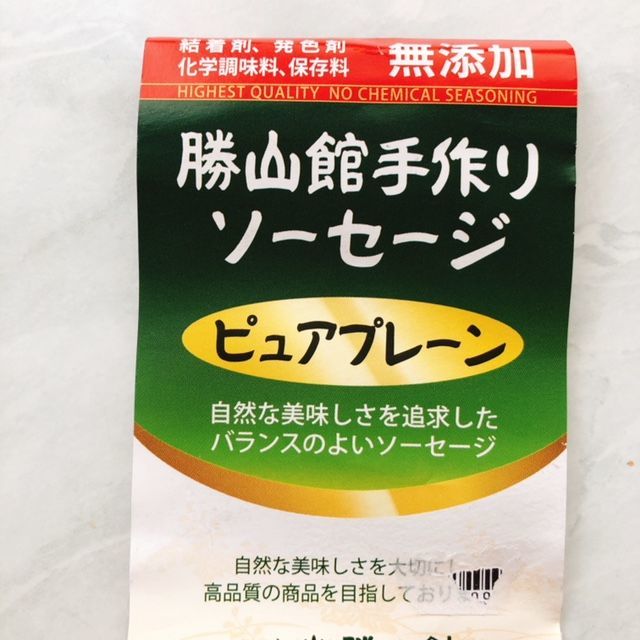 結着剤、発色剤
化学調味料、保存料 無添加
HIGHEST QUALITY NO CHEMICAL SEASONING
勝山館手作り
ソーセージ
ピュアプレーン
自然な美味しさを追求した
バランスのよいソーセージ
自然な美味しさを大切に!
高品質の商品を目指しております